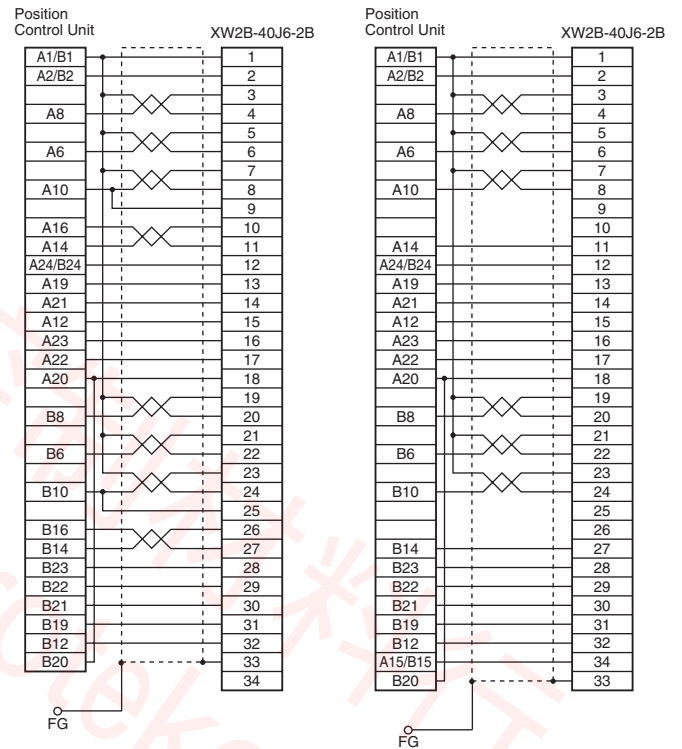 Position
Control Unit
XW2B-40J6-2B
A1/B1 1
A2/B2 2
3
A8 4
5
A6 6
7
A10 8
9
A16 10
A14 11
A24/B24 12
A19 13
A21 14
A12 15
A23 16
A22 17
A20 18
19
B8 20
21
B6 22
23
B10 24
25
B16 26
B14 27
B23 28
B22 29
B21 30
B19 31
B12 32
B20 33
34
FG
Position
Control Unit
XW2B-40J6-2B
A1/B1 1
A2/B2 2
3
A8 4
5
A6 6
7
A10 8
9
10
A14 11
A24/B24 12
A19 13
A21 14
A12 15
A23 16
A22 17
A20 18
19
B8 20
21
B6 22
23
B10 24
25
26
B14 27
B23 28
B22 29
B21 30
B19 31
B12 32
A15/B15 34
B20 33
FG
制材料行